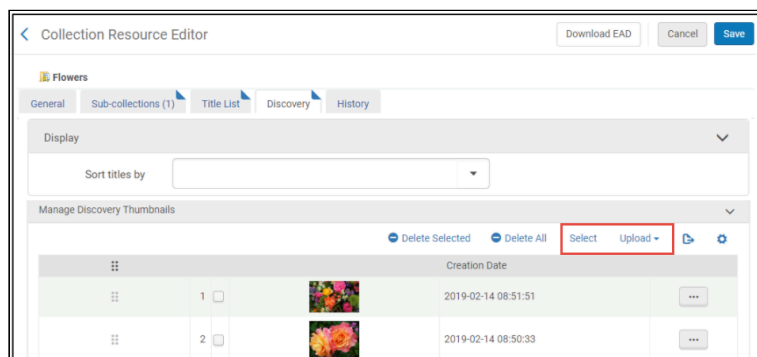 Collection Resource Editor
Download EAD
Cancel
Save
Flowers
General
Sub-collections (1)
Title List
Discovery
History
Display
Sort titles by
Manage Discovery Thumbnails
Delete Selected
Delete All
Select
Upload
Creation Date
1
2019-02-14 08:51:51
2
2019-02-14 08:50:33